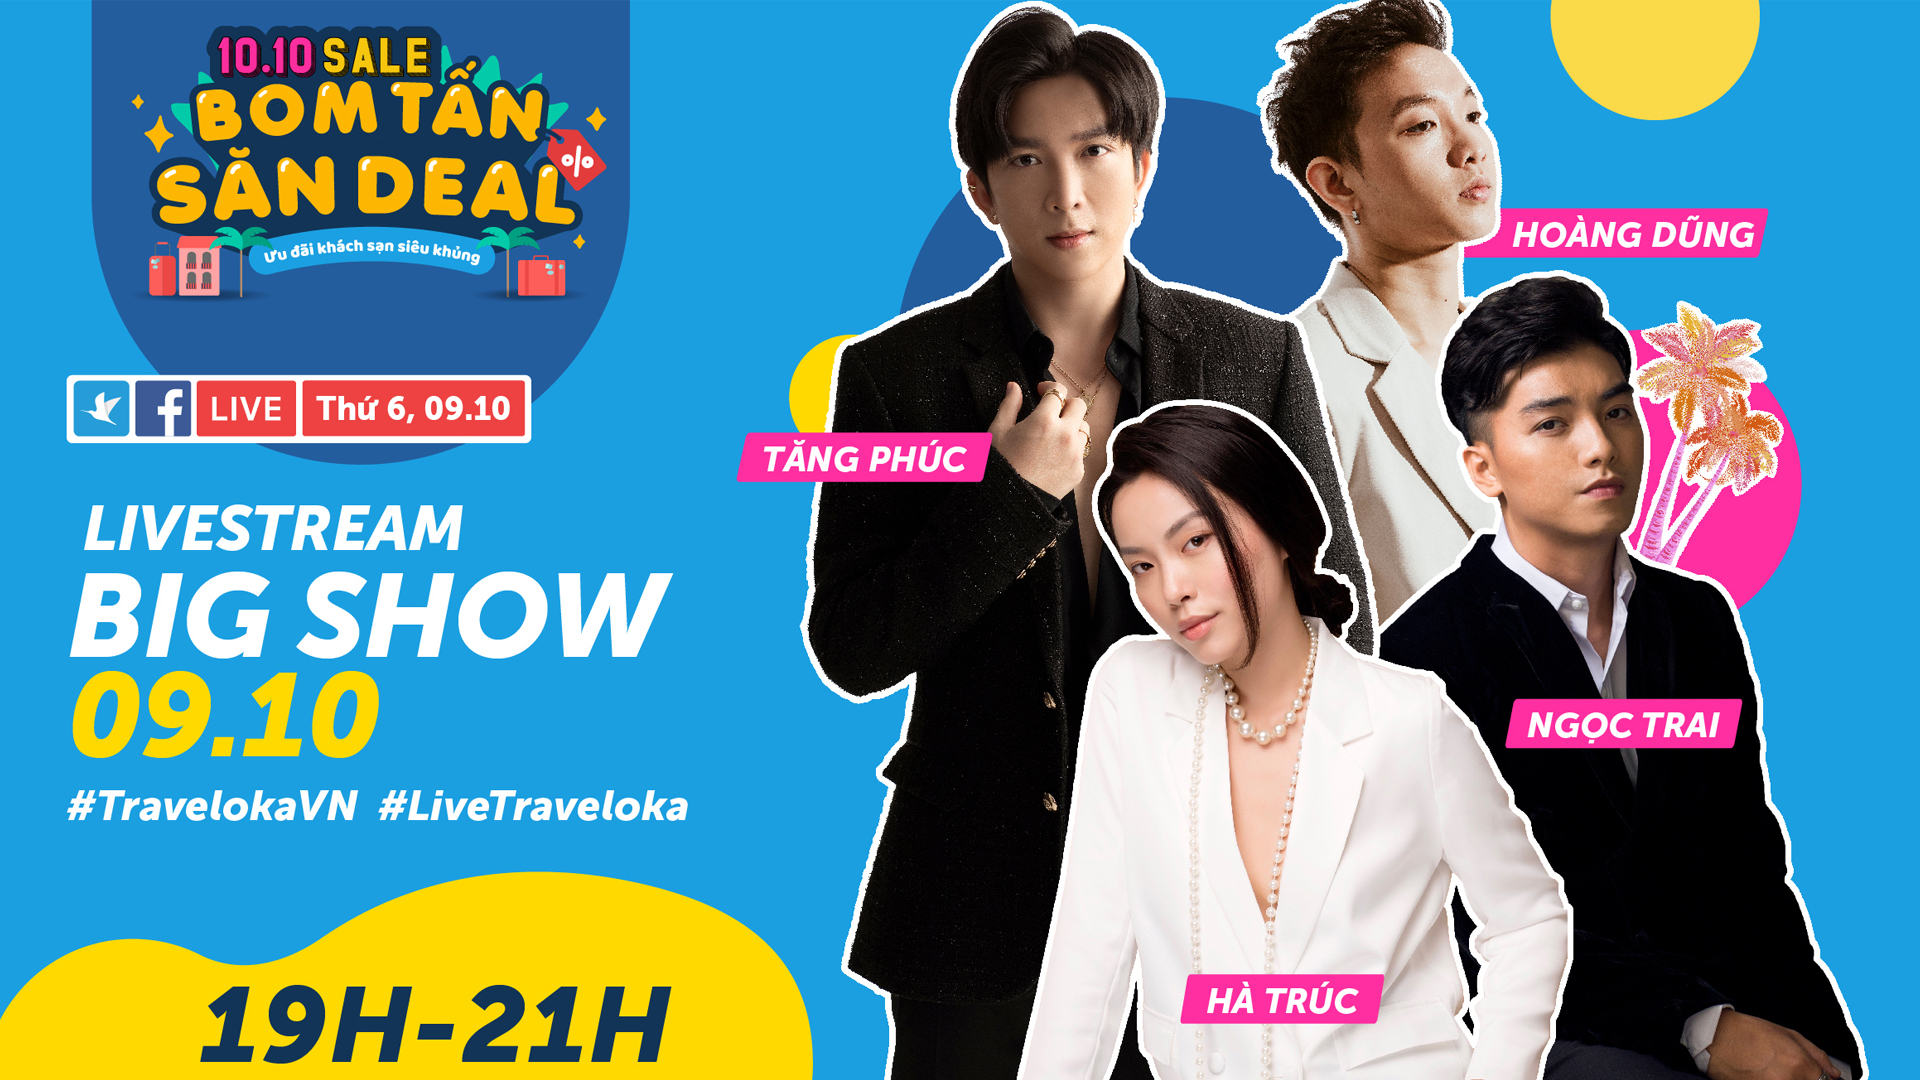 10.10 SALE
BOM TẤN
SĂN DEAL
%
Ưu đãi khách sạn siêu khủng
f LIVE Thứ 6, 09.10
LIVESTREAM
BIG SHOW
09.10
#TravelokaVN #LiveTraveloka
19H-21H
HOÀNG DŨNG
TĂNG PHÚC
NGỌC TRAI
HÀ TRÚC